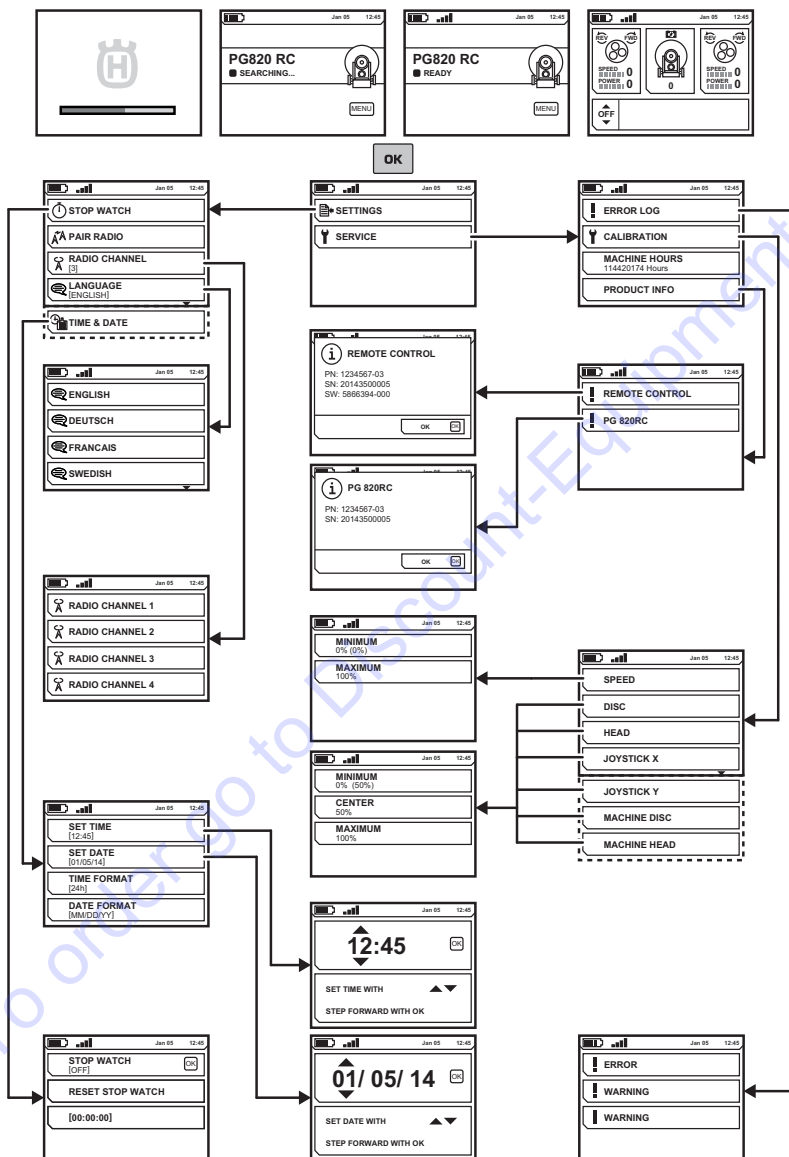 H
Jan 05 12:45
PG820 RC
SEARCHING...
MENU
Jan 05 12:45
PG820 RC
READY
MENU
Jan 05 12:45
REV FWD
SPEED 0
POWER 0
0
REV FWD
SPEED 0
POWER 0
OFF
OK
Jan 05 12:45
STOP WATCH
PAIR RADIO
RADIO CHANNEL
[3]
LANGUAGE
[ENGLISH]
TIME & DATE
Jan 05 12:45
SETTINGS
SERVICE
Jan 05 12:45
ERROR LOG
CALIBRATION
MACHINE HOURS
114420174 Hours
PRODUCT INFO
Jan 05 12:45
ENGLISH
DEUTSCH
FRANCAIS
SWEDISH
REMOTE CONTROL
PN: 1234567-03
SN: 20143500005
SW: 5866394-000
OK OK
Jan 05 12:45
REMOTE CONTROL
PG 820RC
PG 820RC
PN: 1234567-03
SN: 20143500005
OK OK
Jan 05 12:45
RADIO CHANNEL 1
RADIO CHANNEL 2
RADIO CHANNEL 3
RADIO CHANNEL 4
Jan 05 12:45
MINIMUM
0% (0%)
MAXIMUM
100%
Jan 05 12:45
SPEED
DISC
HEAD
JOYSTICK X
JOYSTICK Y
MACHINE DISC
MACHINE HEAD
Jan 05 12:45
MINIMUM
0% (50%)
CENTER
50%
MAXIMUM
100%
Jan 05 12:45
SET TIME
[12:45]
SET DATE
[01/05/14]
TIME FORMAT
[24h]
DATE FORMAT
[MM/DD/YY]
Jan 05 12:45
12:45
OK
SET TIME WITH
STEP FORWARD WITH OK
Jan 05 12:45
STOP WATCH
[OFF]
OK
RESET STOP WATCH
[00:00:00]
Jan 05 12:45
01/ 05/ 14
OK
SET DATE WITH
STEP FORWARD WITH OK
Jan 05 12:45
ERROR
WARNING
WARNING
To order go to Discount-Equipment